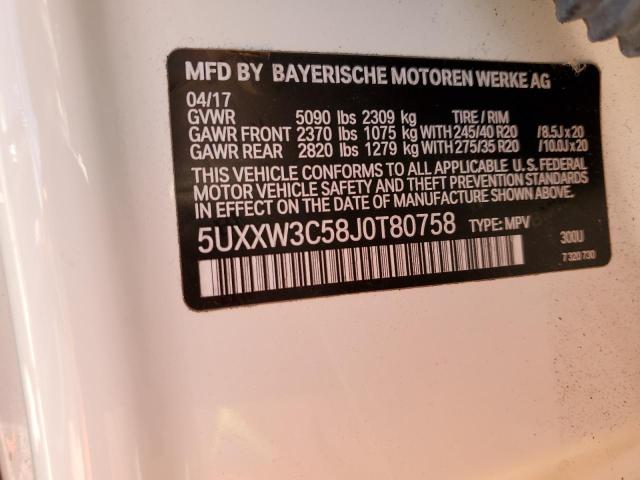 MFD BY BAYERISCHE MOTOREN WERKE AG
04/17
GVWR 5090 lbs 2309 kg TIRE / RIM
GAWR FRONT 2370 lbs 1075 kg WITH 245/40 R20 /8.5J x 20
GAWR REAR 2820 lbs 1279 kg WITH 275/35 R20 /10.0J x 20
THIS VEHICLE CONFORMS TO ALL APPLICABLE U.S. FEDERAL
MOTOR VEHICLE SAFETY AND THEFT PREVENTION STANDARDS
IN EFFECT ON THE DATE OF MANUFACTURE SHOWN ABOVE.
5UXXW3C58J0T80758 TYPE: MPV 300U
7 320 730